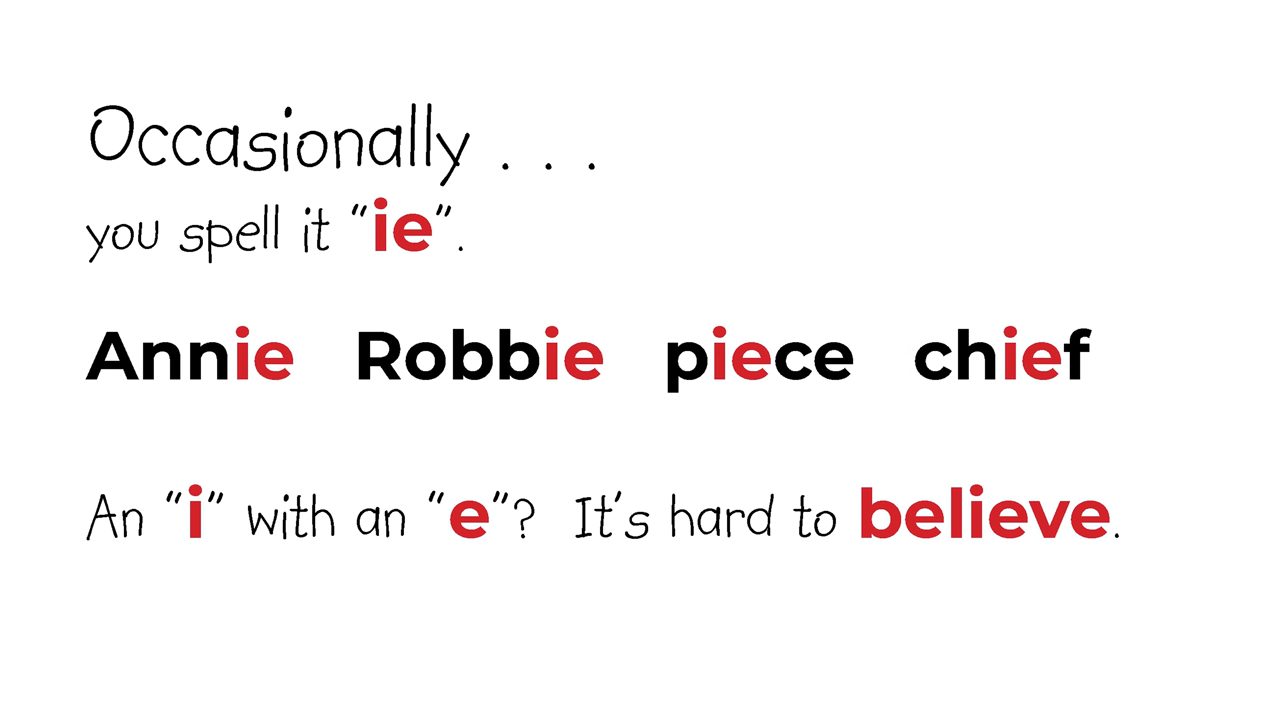 Occasionally . . .
you spell it “ie”.
Annie Robbie piece chief
An “i” with an “e”? It's hard to believe.